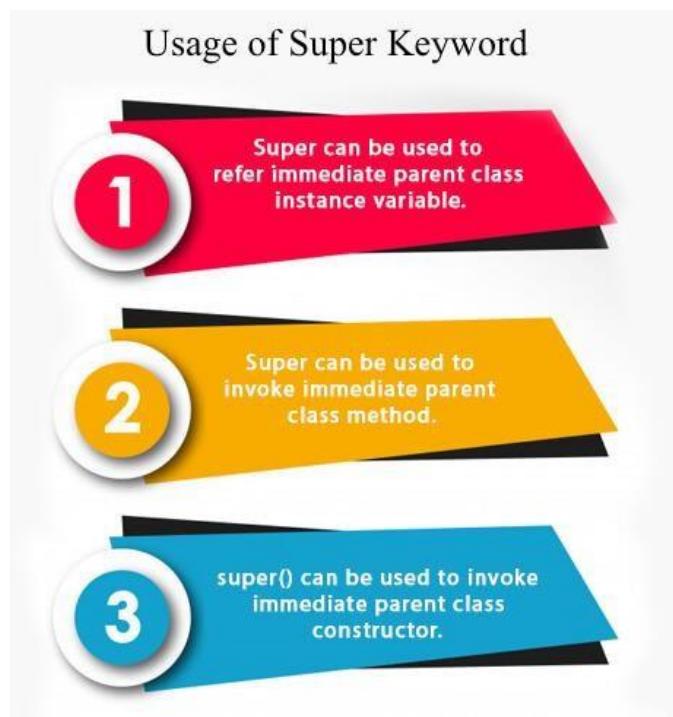 Usage of Super Keyword
1
Super can be used to
refer immediate parent class
instance variable.
2
Super can be used to
invoke immediate parent
class method.
3
super() can be used to invoke
immediate parent class
constructor.